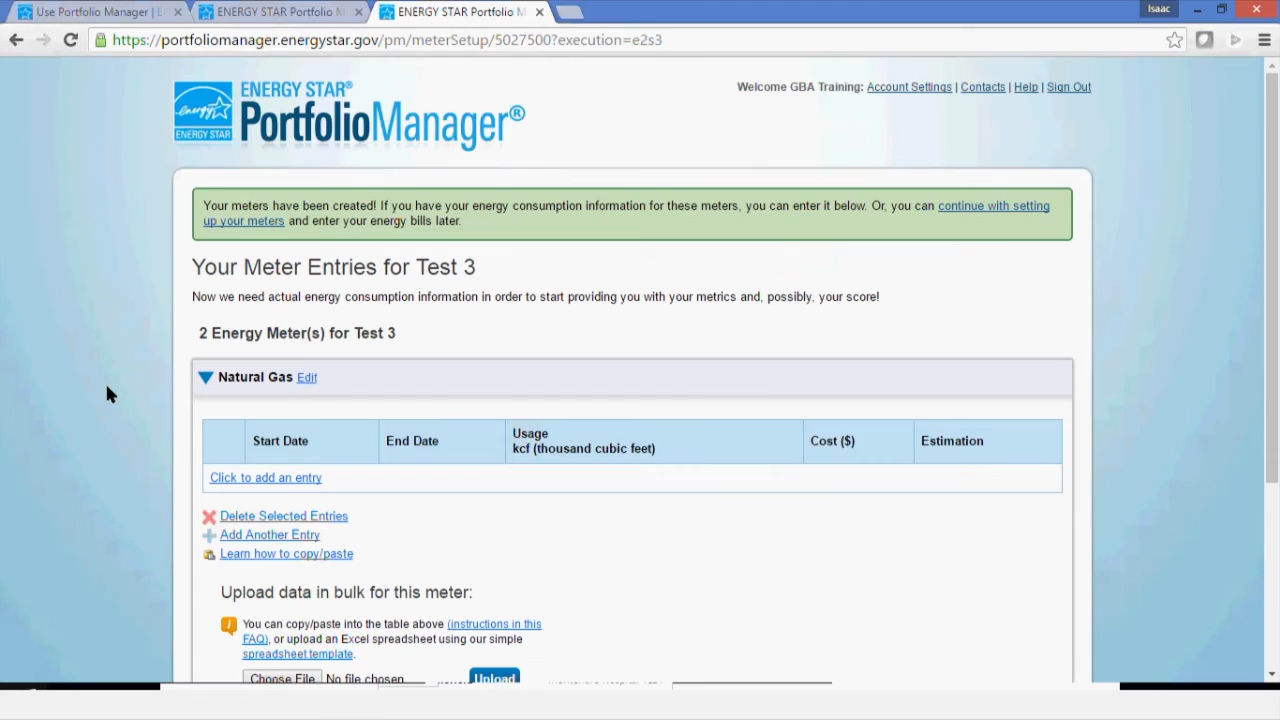 Use Portfolio Manager | E
ENERGY STAR Portfolio M
ENERGY STAR Portfolio M
Isaac
https://portfoliomanager.energystar.gov/pm/meterSetup/5027500?execution=e2s3
energy
ENERGY STAR
ENERGY STAR®
PortfolioManager®
Welcome GBA Training: Account Settings | Contacts | Help | Sign Out
Your meters have been created! If you have your energy consumption information for these meters, you can enter it below. Or, you can continue with setting
up your meters and enter your energy bills later.
Your Meter Entries for Test 3
Now we need actual energy consumption information in order to start providing you with your metrics and, possibly, your score!
2 Energy Meter(s) for Test 3
Natural Gas Edit
Start Date End Date Usage kcf (thousand cubic feet) Cost ($) Estimation
Click to add an entry
Delete Selected Entries
Add Another Entry
Learn how to copy/paste
Upload data in bulk for this meter:
You can copy/paste into the table above (instructions in this
FAQ), or upload an Excel spreadsheet using our simple
spreadsheet template.
Choose File No file chosen Upload